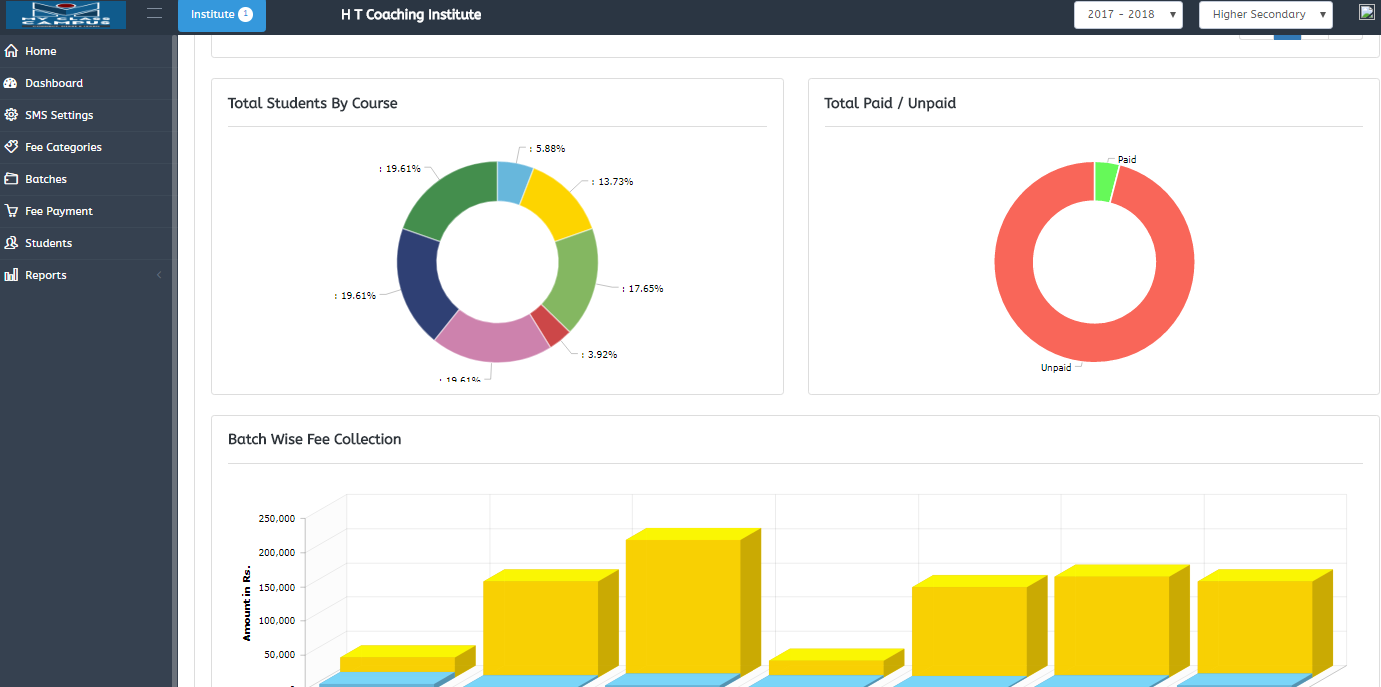 MY CLASS
CAMPUS
Institute 1
H T Coaching Institute
2017 - 2018
Higher Secondary
Home
Dashboard
SMS Settings
Fee Categories
Batches
Fee Payment
Students
Reports
Total Students By Course
: 5.88%
: 13.73%
: 17.65%
: 3.92%
: 19.61%
: 19.61%
: 19.61%
Total Paid / Unpaid
Paid
Unpaid
Batch Wise Fee Collection
Amount in Rs.
250,000
200,000
150,000
100,000
50,000